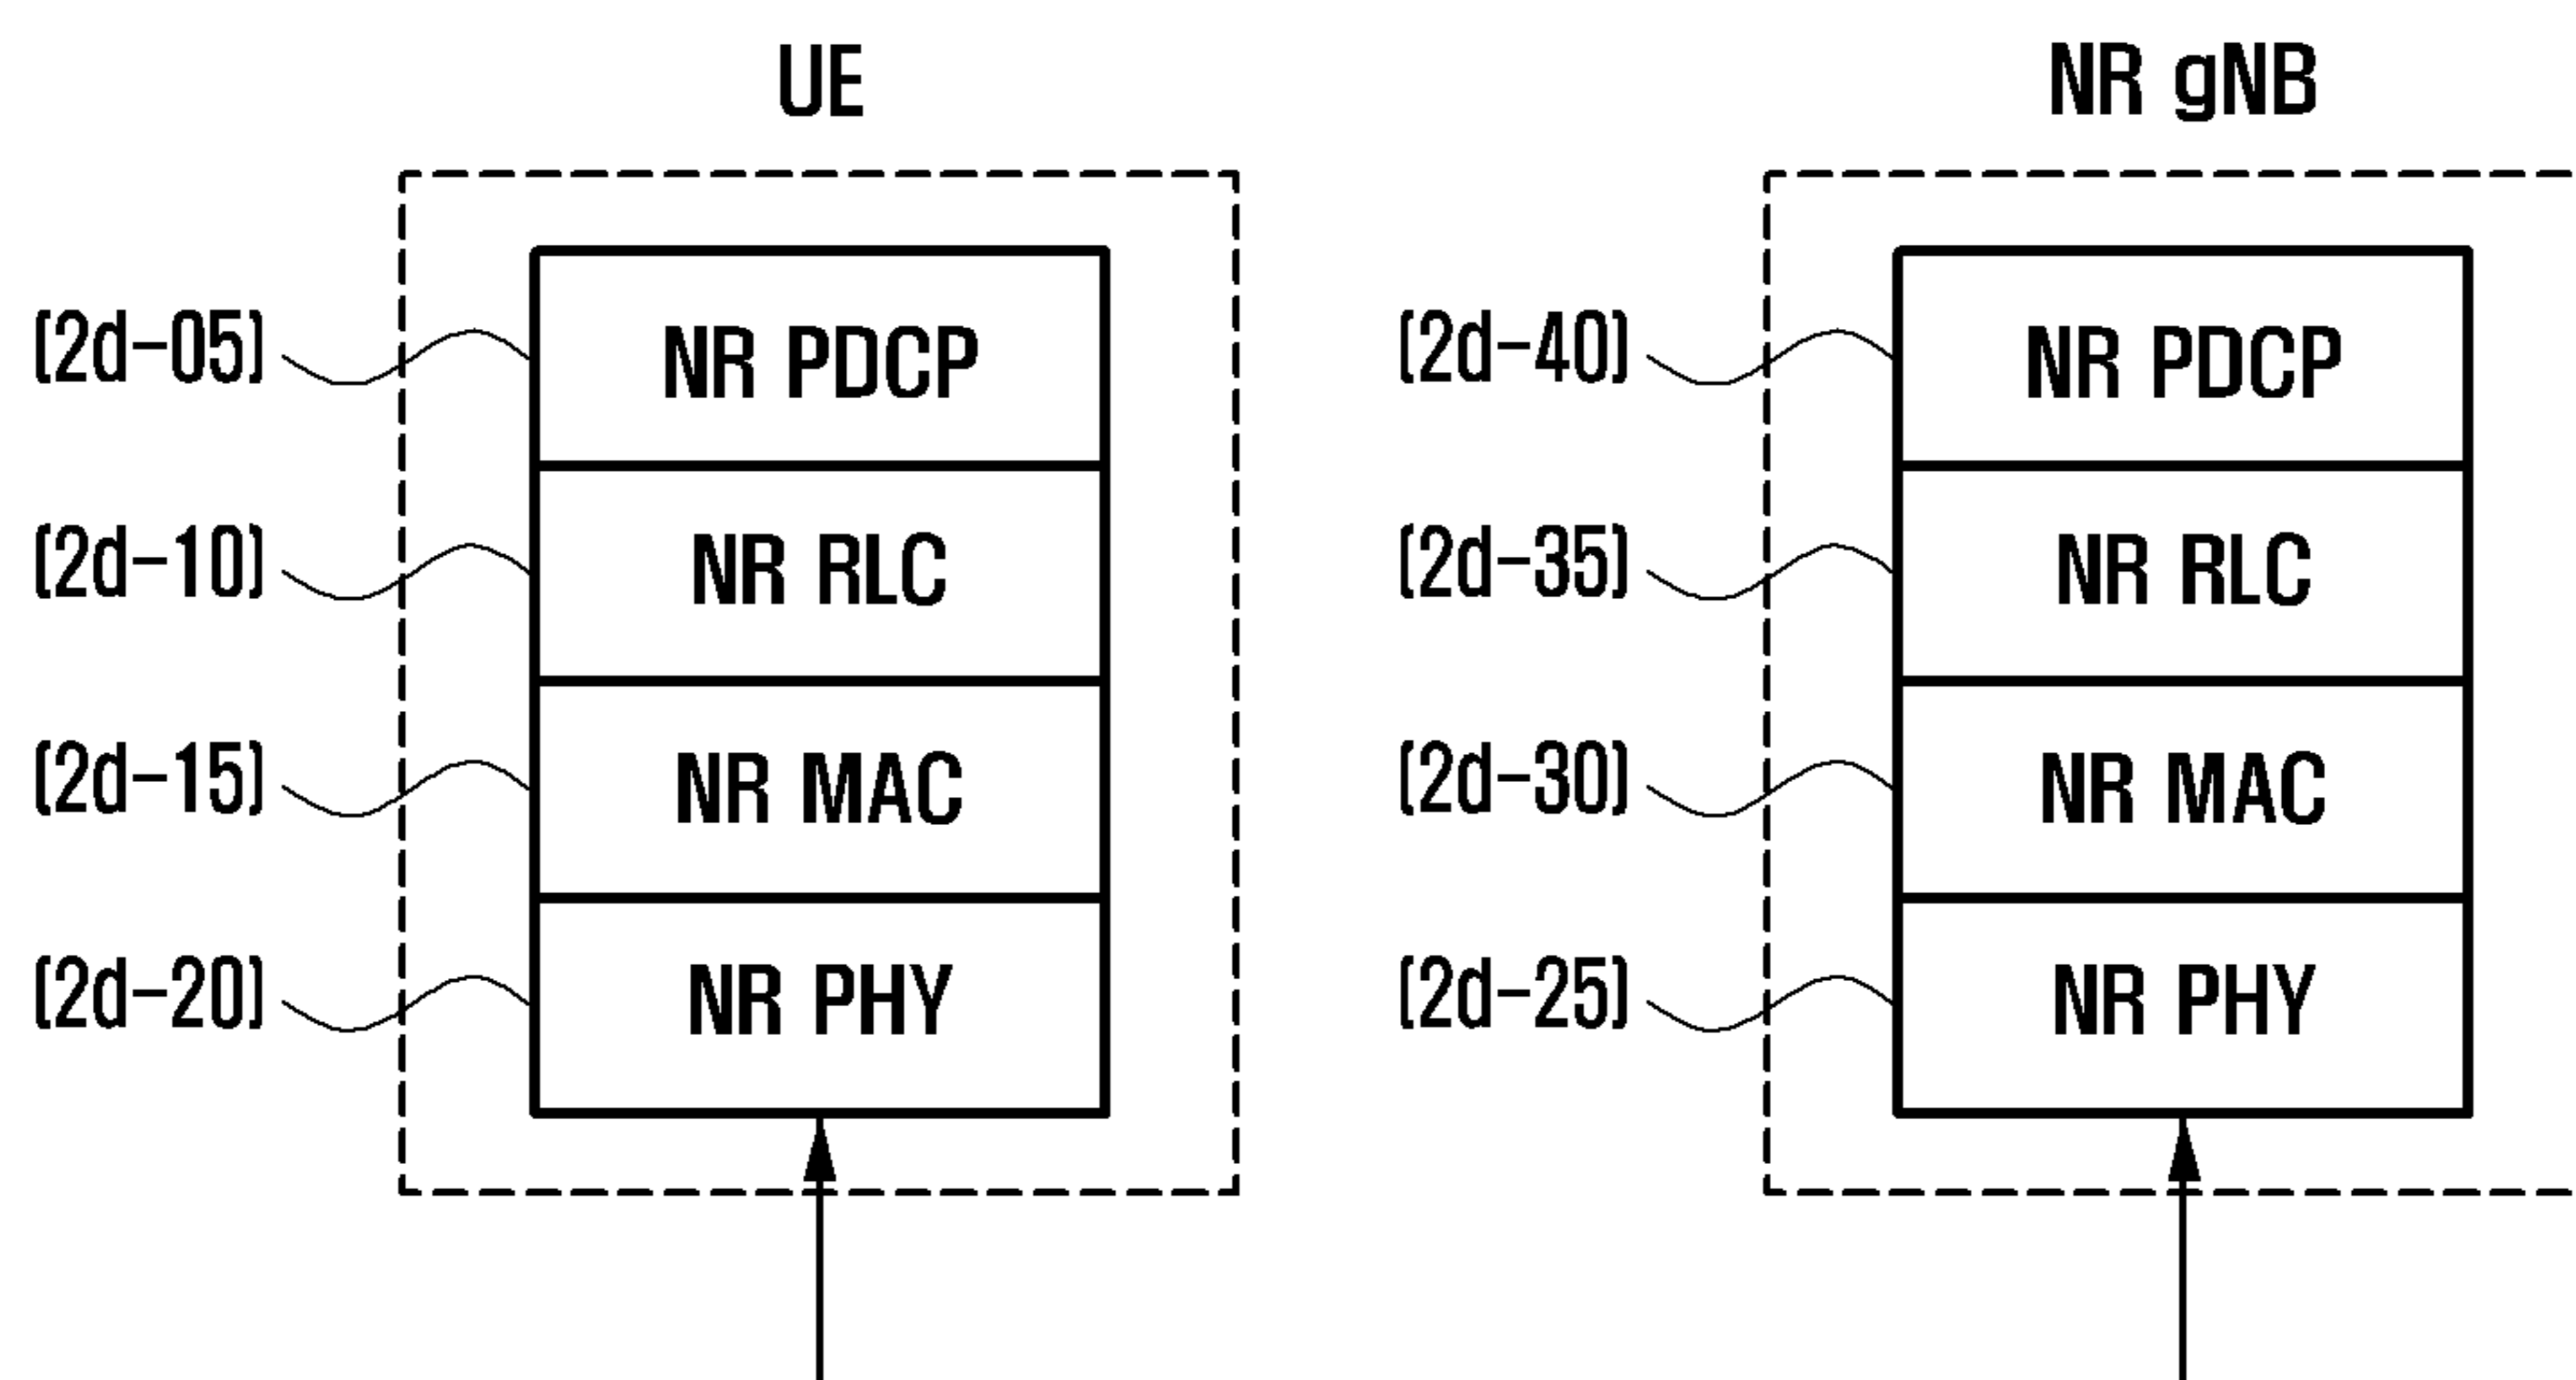 UE NR gNB
(2d-05) NR PDCP (2d-40) NR PDCP
(2d-10) NR RLC (2d-35) NR RLC
(2d-15) NR MAC (2d-30) NR MAC
(2d-20) NR PHY (2d-25) NR PHY